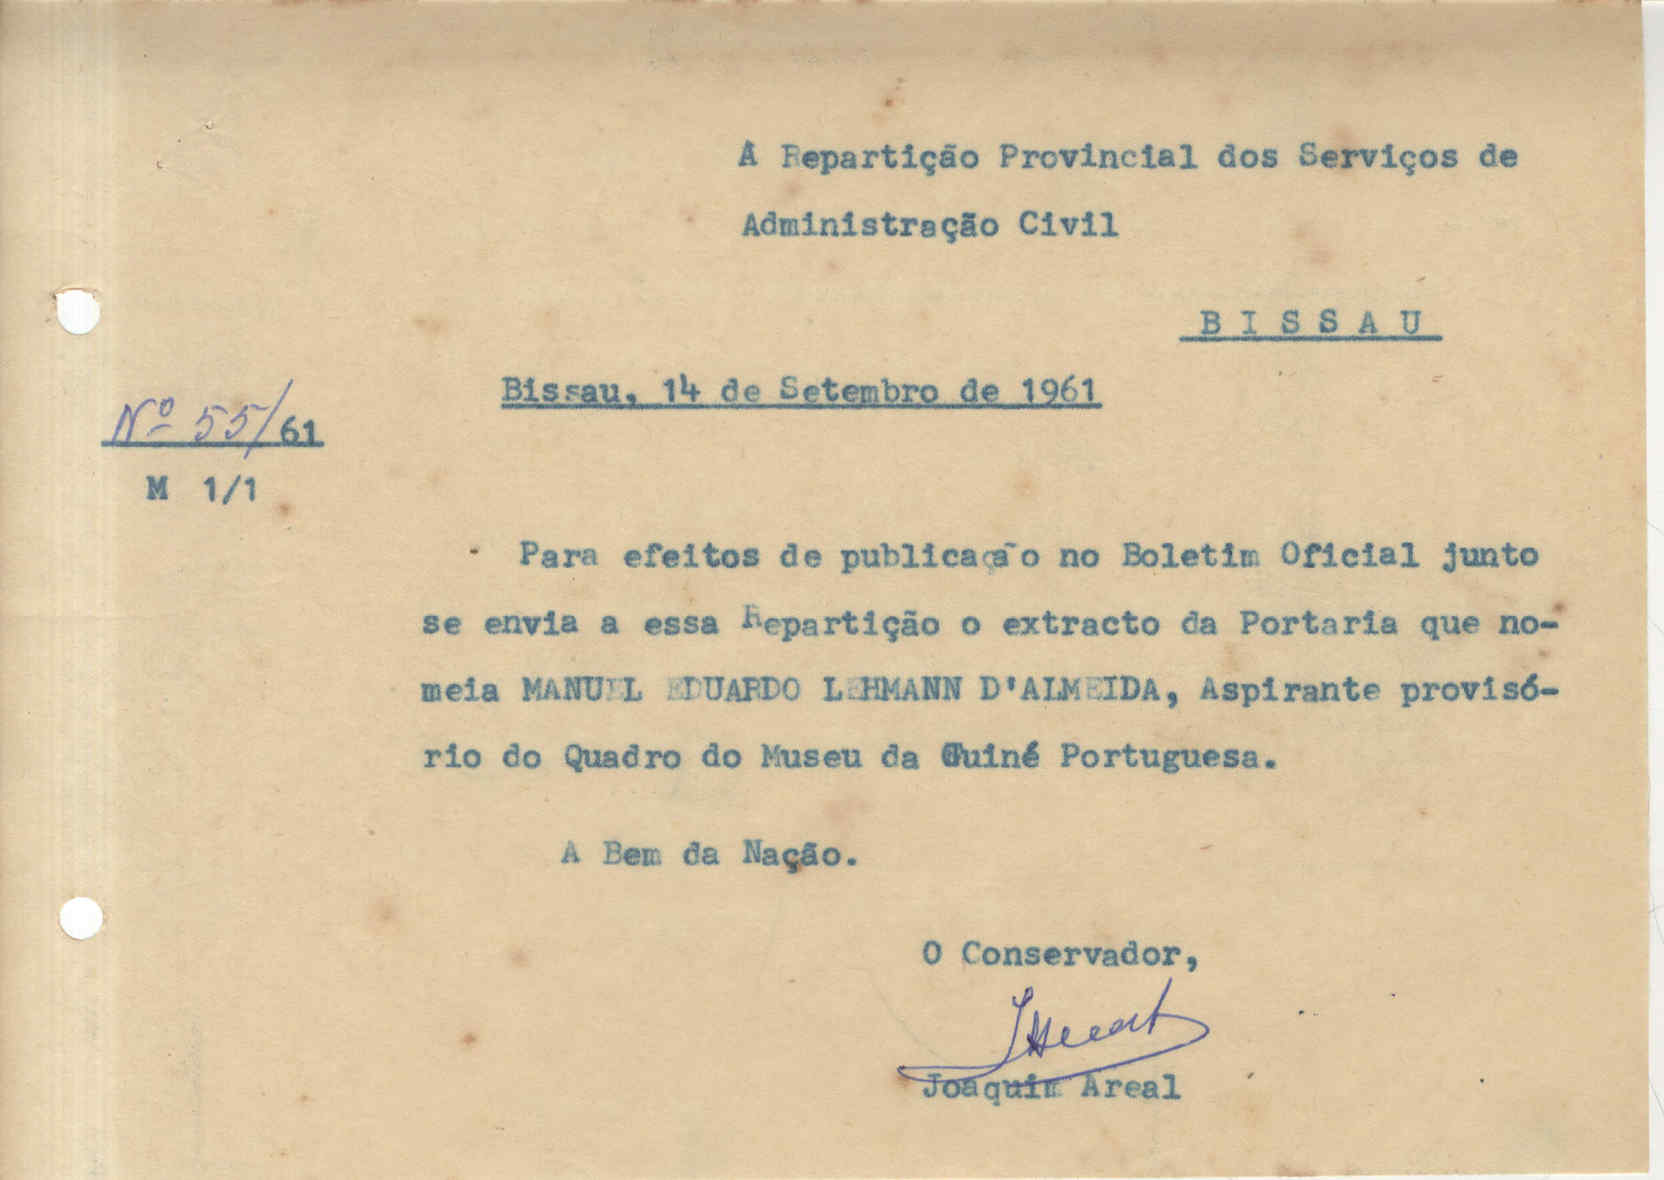 À Repartição Provincial dos Serviços de
Administração Civil
B I S S A U
Bissau, 14 de Setembro de 1961
Nº 55/61
M 1/1
Para efeitos de publicação no Boletim Oficial junto
se envia a essa Repartição o extracto da Portaria que no-
meia MANUEL EDUARDO LEHMANN D'ALMEIDA, Aspirante provisó-
rio do Quadro do Museu da Guiné Portuguesa.
A Bem da Nação.
O Conservador,
JAreal
Joaquim Areal